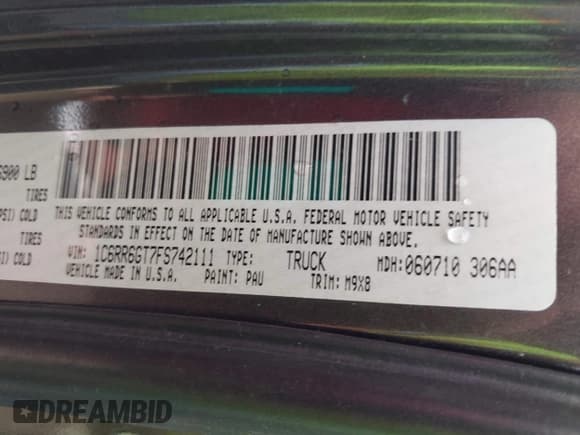 6900 LB
TIRES
PSI) COLD
TIRES
SI) COLD
THIS VEHICLE CONFORMS TO ALL APPLICABLE U.S.A. FEDERAL MOTOR VEHICLE SAFETY
STANDARDS IN EFFECT ON THE DATE OF MANUFACTURE SHOWN ABOVE.
VIN: 1C6RR6GT7FS742111 TYPE: TRUCK MDH: 060710 306AA
VEHICLE MADE IN U.S.A. PAINT: PAU TRIM: M9X8
DREAMBID